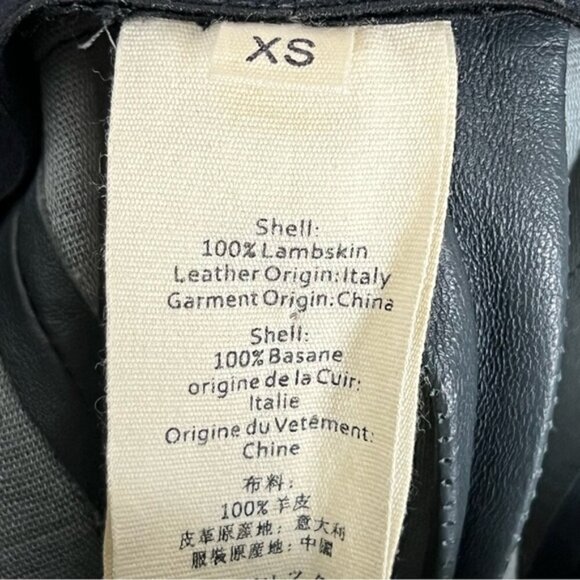 XS
Shell:
100% Lambskin
Leather Origin: Italy
Garment Origin: China
Shell:
100% Basane
origine de la Cuir:
Italie
Origine du Vetêment:
Chine
布料:
100% 羊皮
皮革原產地: 意大利
服裝原產地: 中國